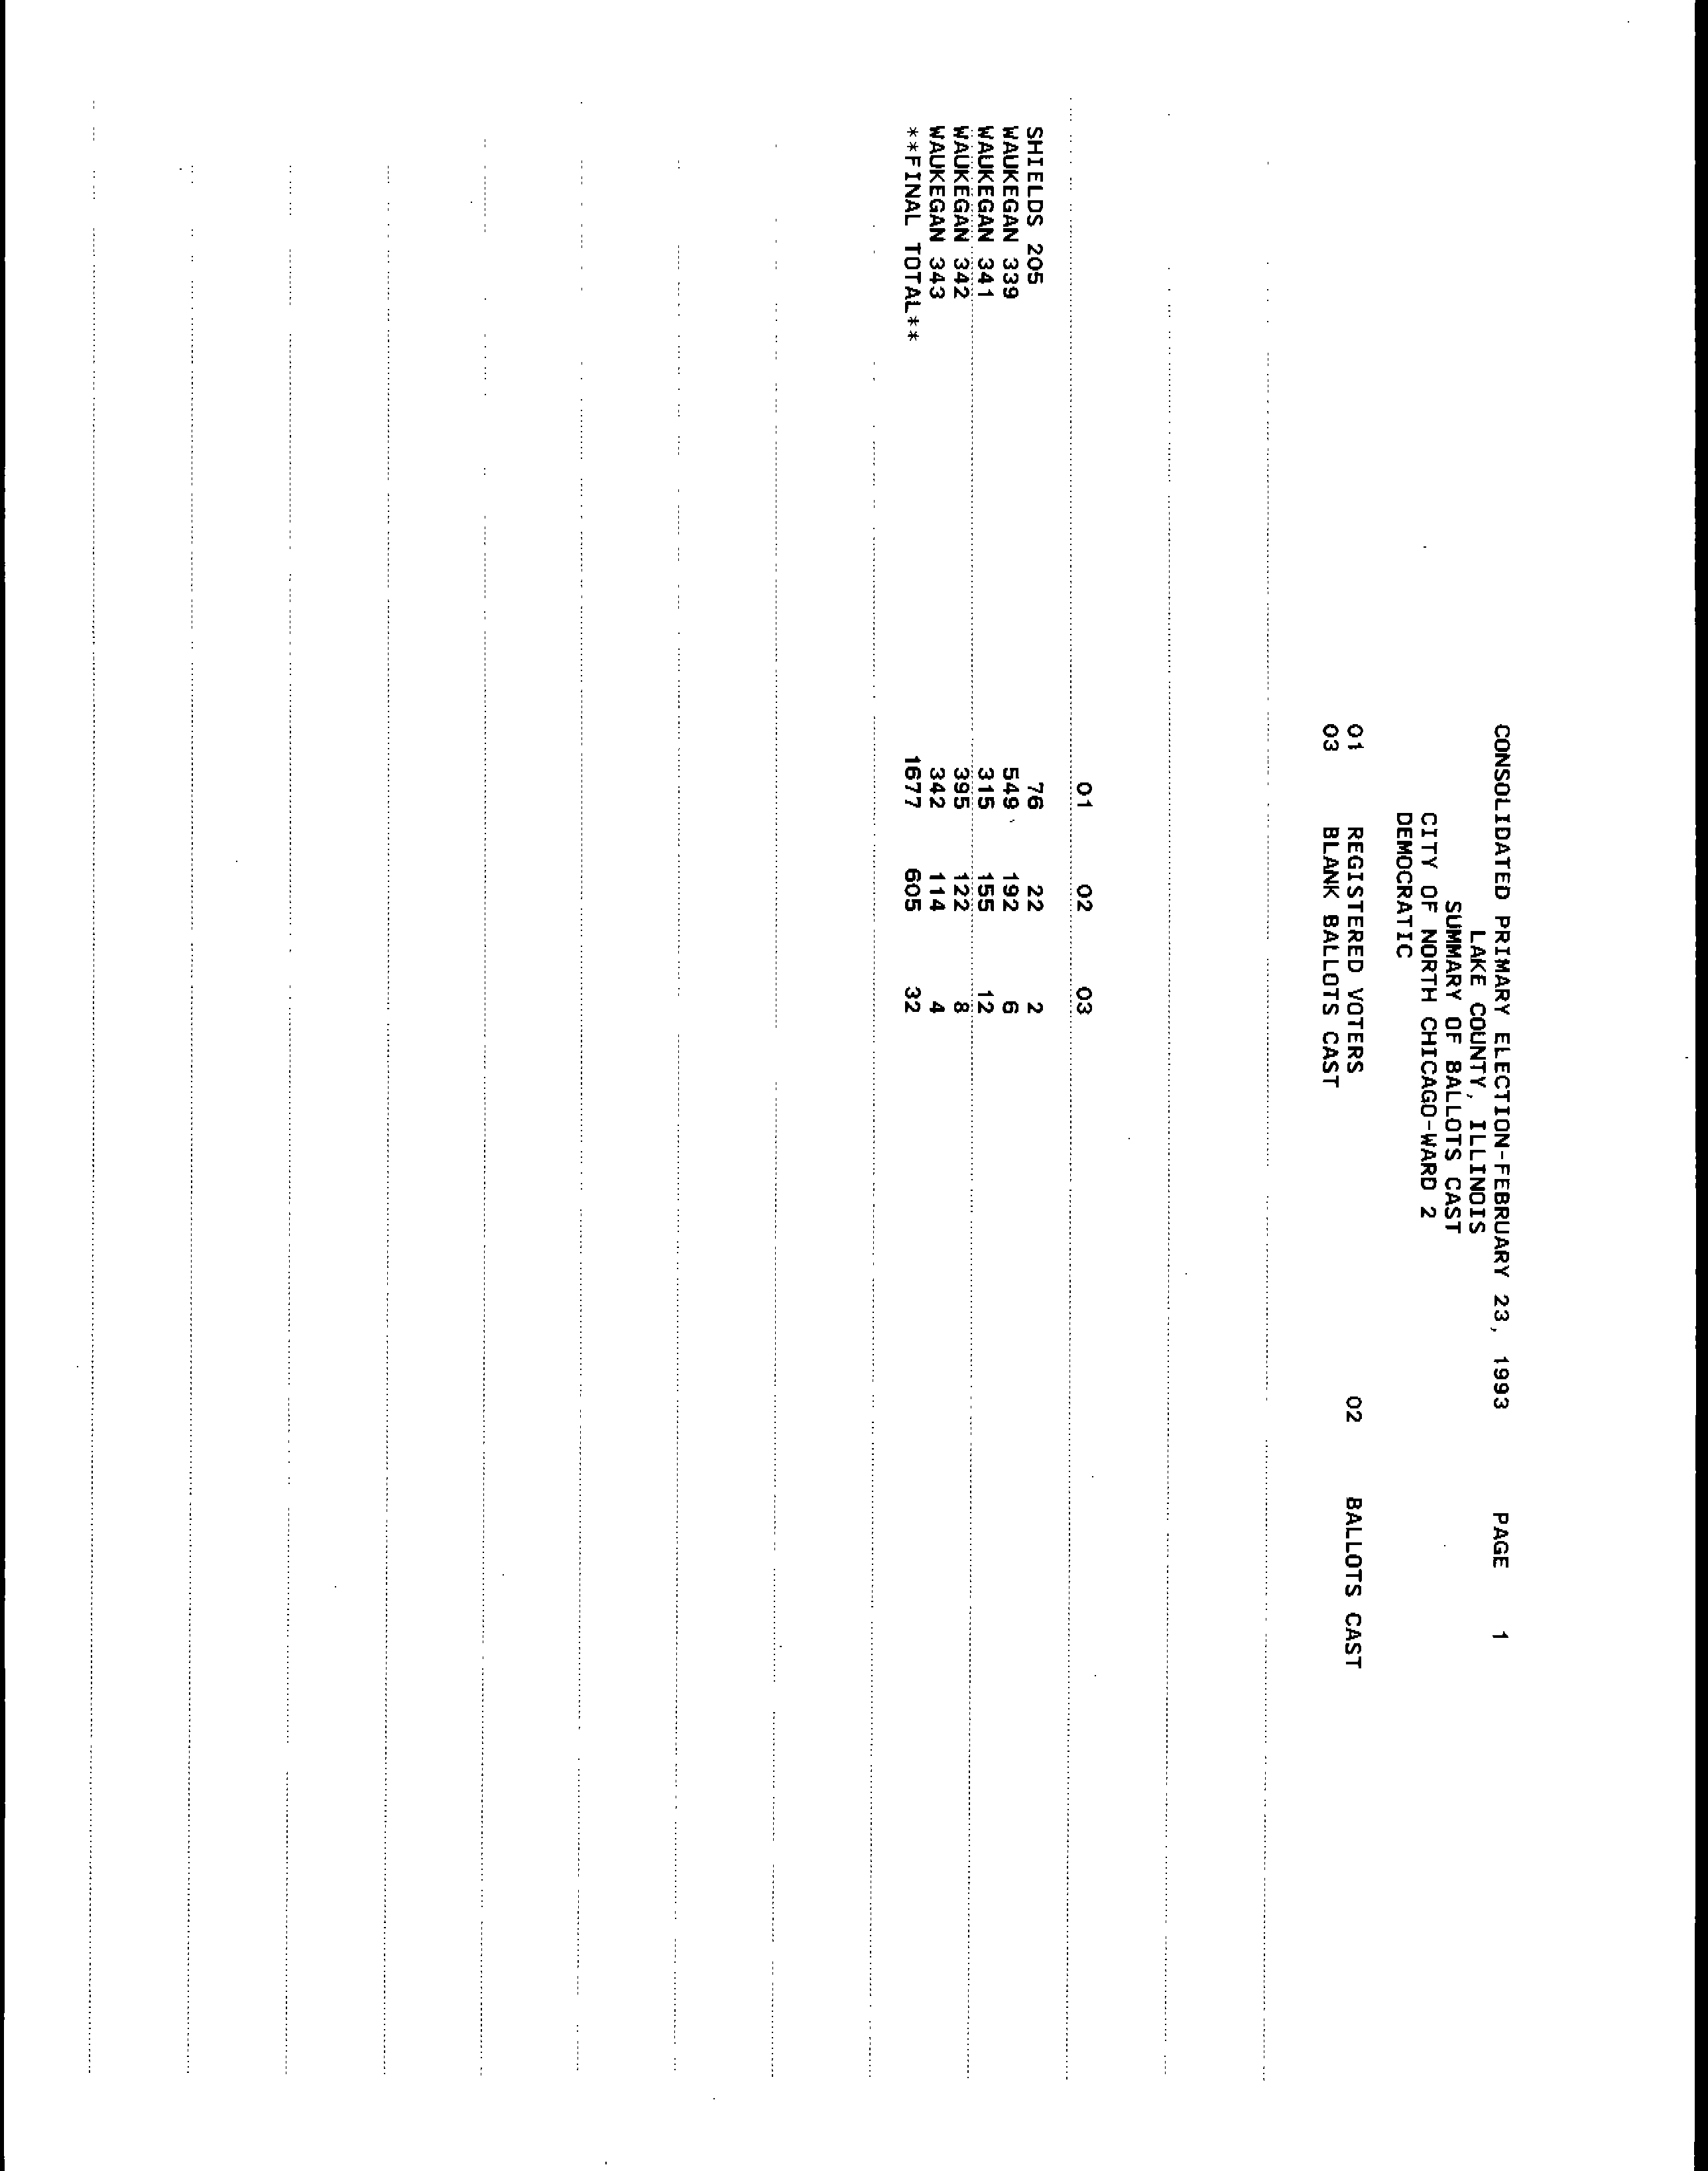 CONSOLIDATED PRIMARY ELECTION-FEBRUARY 23, 1993 PAGE 1
LAKE COUNTY, ILLINOIS
SUMMARY OF BALLOTS CAST
CITY OF NORTH CHICAGO-WARD 2
DEMOCRATIC
01 REGISTERED VOTERS 02 BALLOTS CAST
03 BLANK BALLOTS CAST
01 02 03
SHIELDS 205 76 22 2
WAUKEGAN 339 549 192 6
WAUKEGAN 341 315 155 12
WAUKEGAN 342 395 122 8
WAUKEGAN 343 342 114 4
**FINAL TOTAL** 1677 605 32